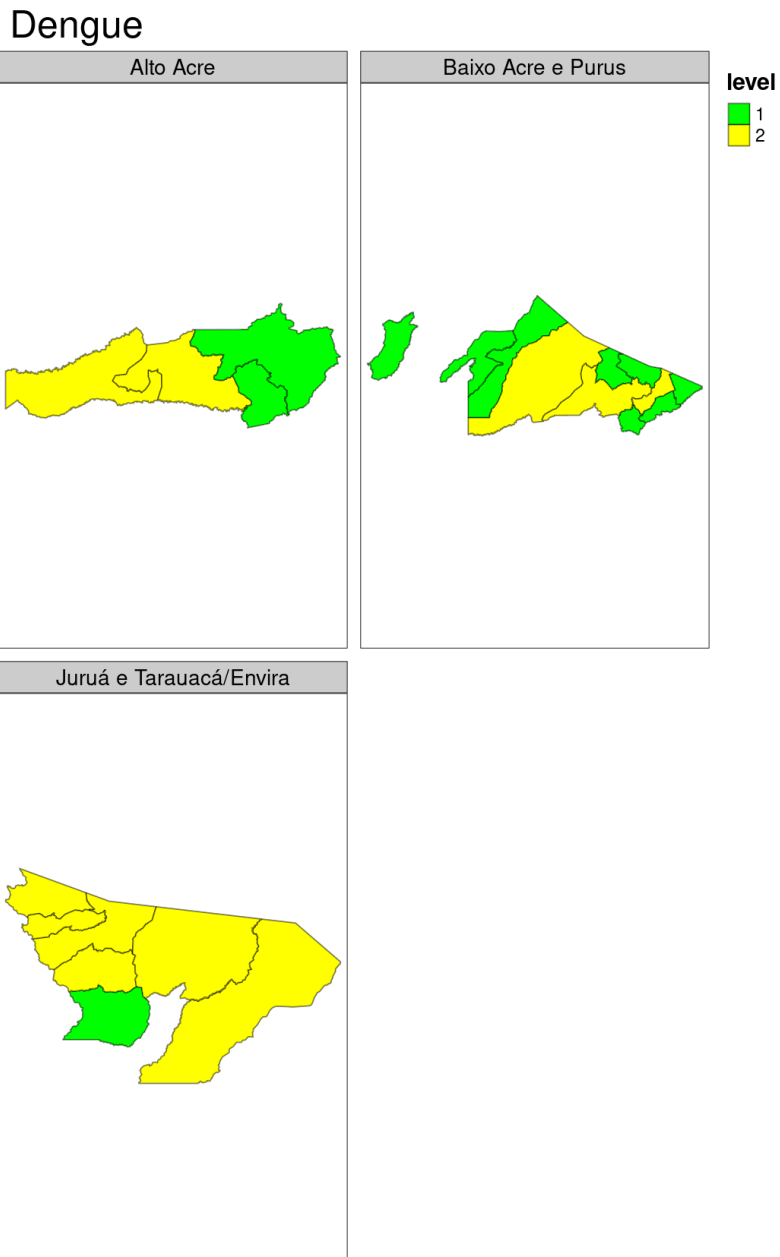 Dengue
Alto Acre
Baixo Acre e Purus
level
1
2
Juruá e Tarauacá/Envira